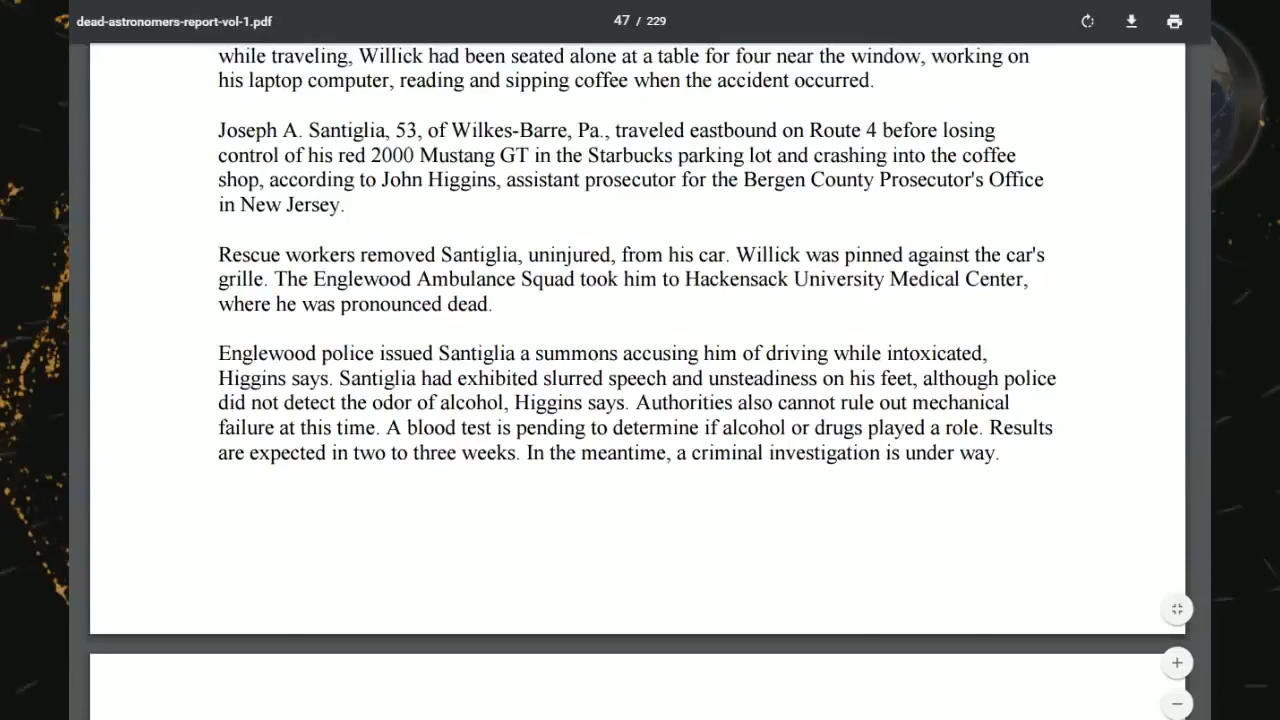 dead-astronomers-report-vol-1.pdf
47 / 229
while traveling, Willick had been seated alone at a table for four near the window, working on
his laptop computer, reading and sipping coffee when the accident occurred.
Joseph A. Santiglia, 53, of Wilkes-Barre, Pa., traveled eastbound on Route 4 before losing
control of his red 2000 Mustang GT in the Starbucks parking lot and crashing into the coffee
shop, according to John Higgins, assistant prosecutor for the Bergen County Prosecutor's Office
in New Jersey.
Rescue workers removed Santiglia, uninjured, from his car. Willick was pinned against the car's
grille. The Englewood Ambulance Squad took him to Hackensack University Medical Center,
where he was pronounced dead.
Englewood police issued Santiglia a summons accusing him of driving while intoxicated,
Higgins says. Santiglia had exhibited slurred speech and unsteadiness on his feet, although police
did not detect the odor of alcohol, Higgins says. Authorities also cannot rule out mechanical
failure at this time. A blood test is pending to determine if alcohol or drugs played a role. Results
are expected in two to three weeks. In the meantime, a criminal investigation is under way.